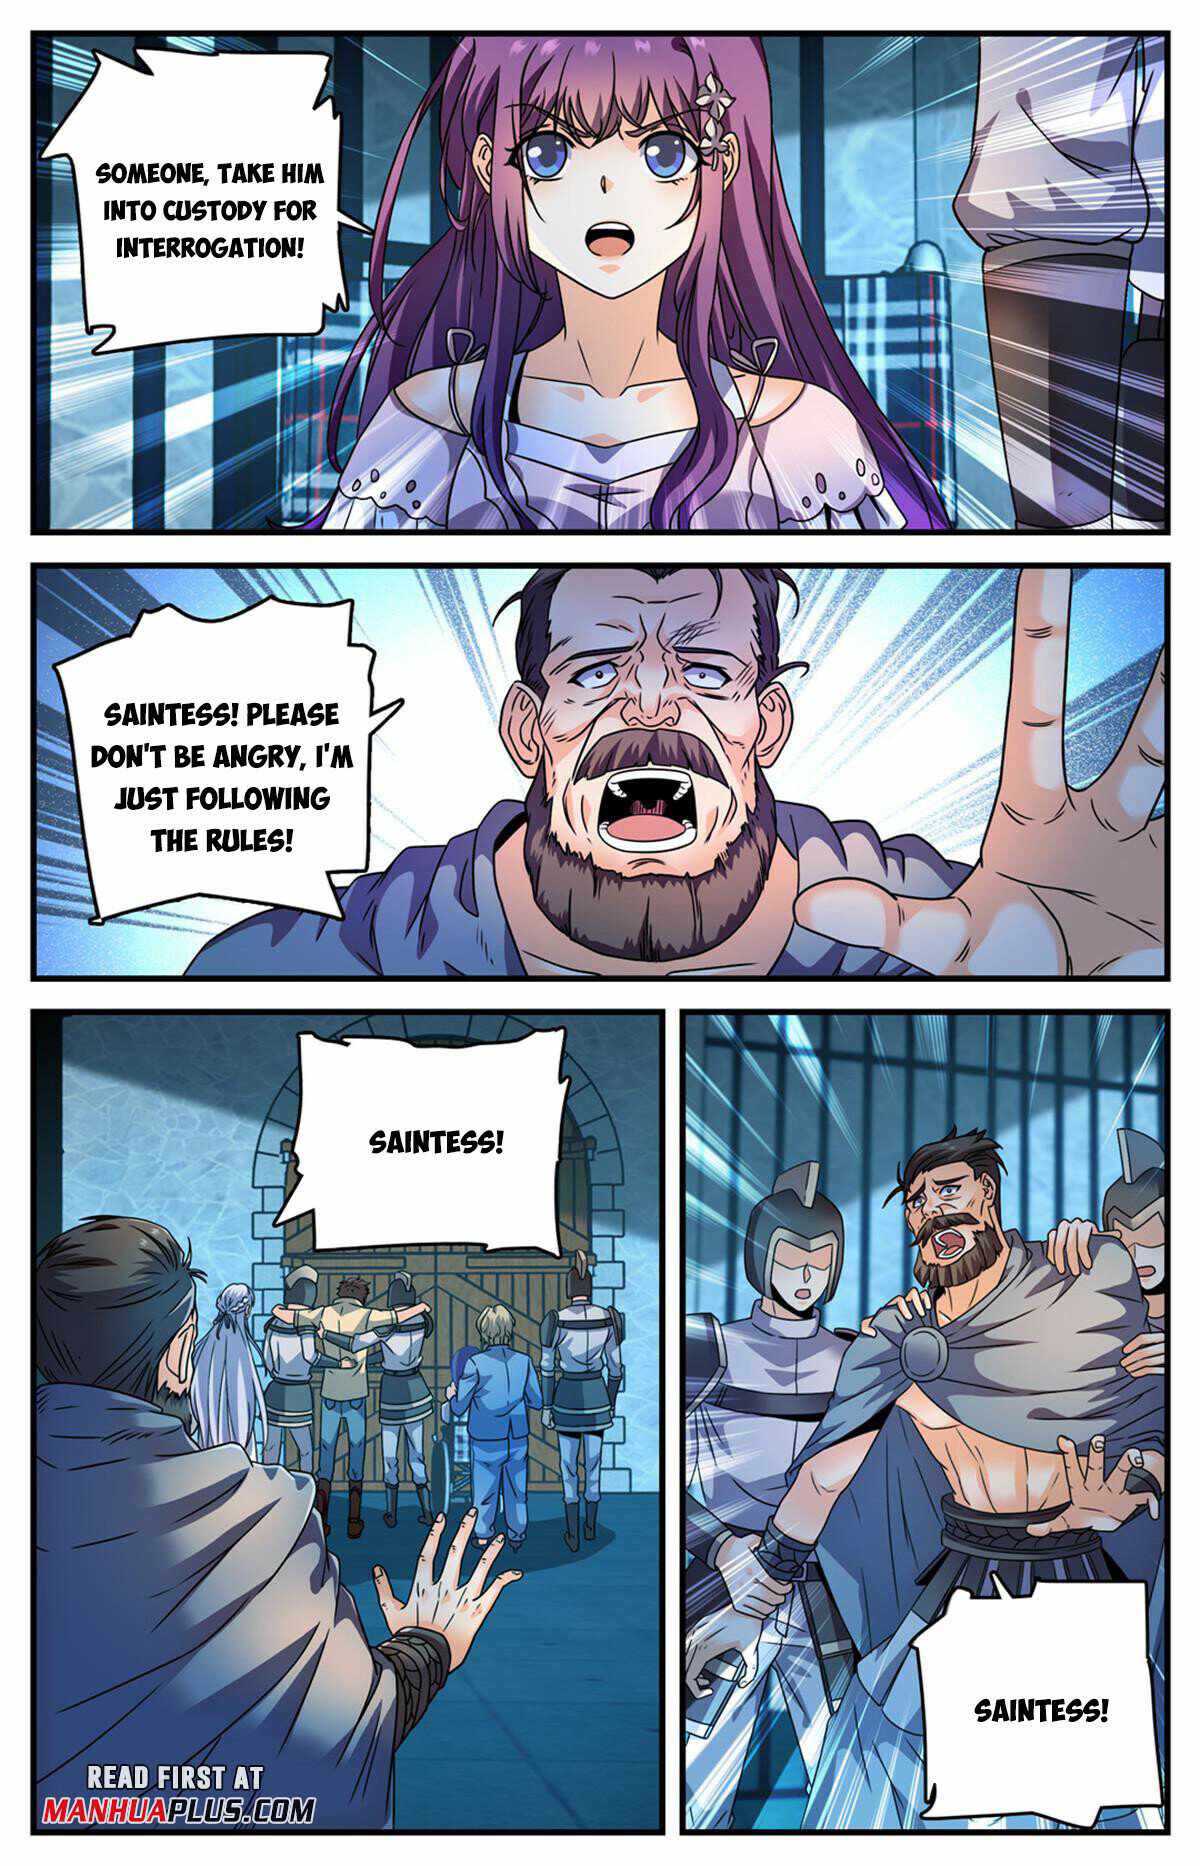 SOMEONE, TAKE HIM
INTO CUSTODY FOR
INTERROGATION!
SAINTESS! PLEASE
DON'T BE ANGRY, I'M
JUST FOLLOWING
THE RULES!
SAINTESS!
SAINTESS!
READ FIRST AT
MANHUAPLUS.COM